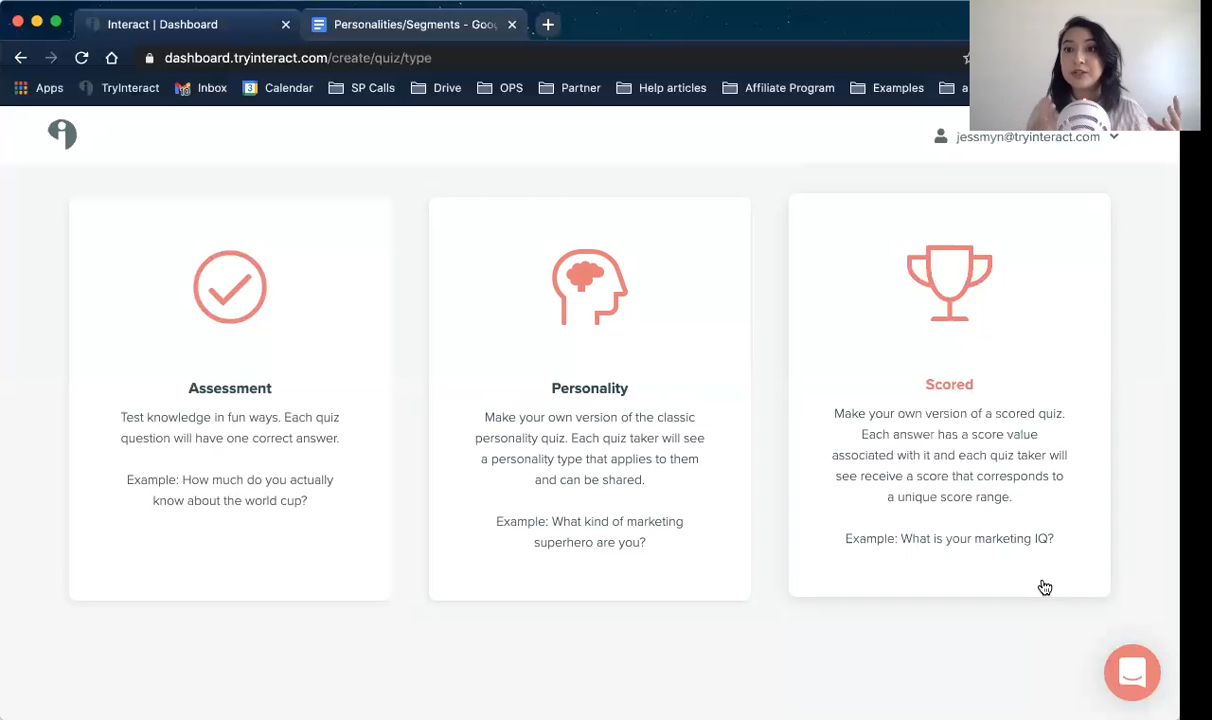 Interact | Dashboard
Personalities/Segments - Goo
dashboard.tryinteract.com/create/quiz/type
Apps
TryInteract
Inbox
3
Calendar
SP Calls
Drive
OPS
Partner
Help articles
Affiliate Program
Examples
a
jessmyn@tryinteract.com
Assessment
Test knowledge in fun ways. Each quiz
question will have one correct answer.
Example: How much do you actually
know about the world cup?
Personality
Make your own version of the classic
personality quiz. Each quiz taker will see
a personality type that applies to them
and can be shared.
Example: What kind of marketing
superhero are you?
Scored
Make your own version of a scored quiz.
Each answer has a score value
associated with it and each quiz taker will
see receive a score that corresponds to
a unique score range.
Example: What is your marketing IQ?